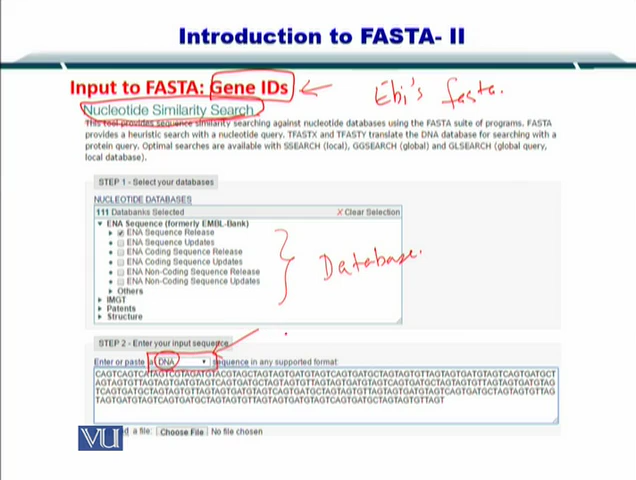 Introduction to FASTA- II
Input to FASTA: Gene IDs
Ebi's fasta.
Nucleotide Similarity Search
This tool provides sequence similarity searching against nucleotide databases using the FASTA suite of programs. FASTA
provides a heuristic search with a nucleotide query. TFASTX and TFASTY translate the DNA database for searching with a
protein query. Optimal searches are available with SSEARCH (local), GGSEARCH (global) and GLSEARCH (global query,
local database).
STEP 1 - Select your databases
NUCLEOTIDE DATABASES
111 Databanks Selected
X Clear Selection
ENA Sequence (formerly EMBL-Bank)
ENA Sequence Release
ENA Sequence Updates
ENA Coding Sequence Release
ENA Coding Sequence Updates
ENA Non-Coding Sequence Release
ENA Non-Coding Sequence Updates
Others
IMGT
Patents
Structure
Database.
STEP 2 - Enter your input sequence
Enter or paste a DNA sequence in any supported format:
VU
a file: Choose File No file chosen